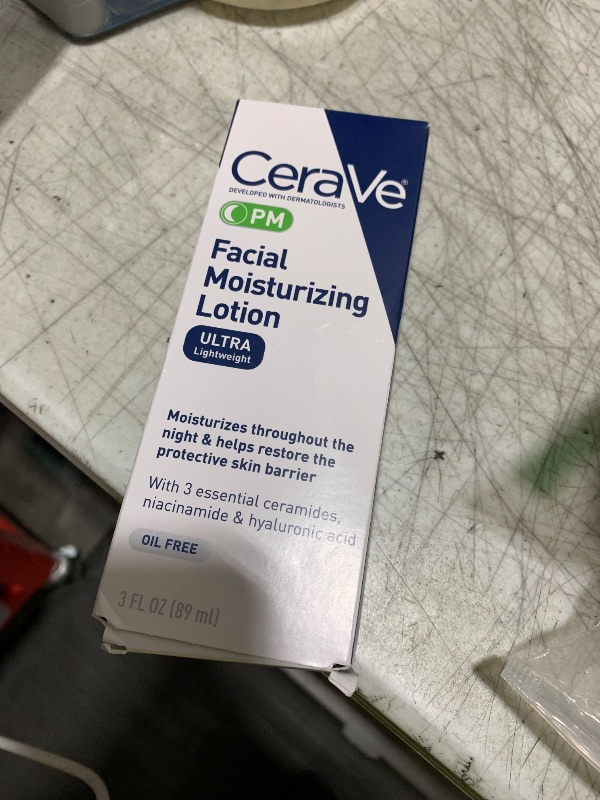 CeraVe®
DEVELOPED WITH DERMATOLOGISTS
PM
Facial
Moisturizing
Lotion
ULTRA
Lightweight
Moisturizes throughout the
night & helps restore the
protective skin barrier
With 3 essential ceramides,
niacinamide & hyaluronic acid
OIL FREE
3 FL OZ (89 ml)